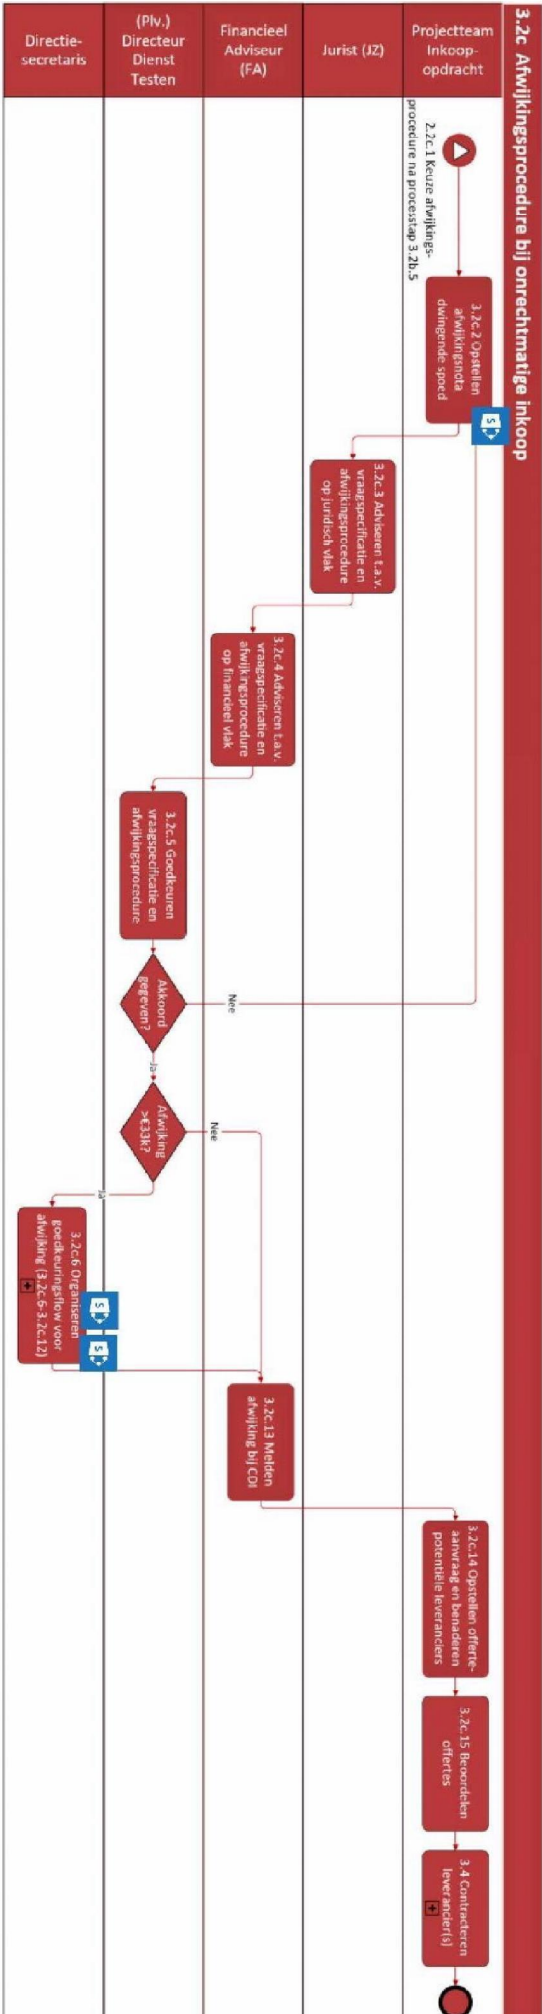 3.2c Afwijkingsprocedure bij onrechtmatige inkoop
Projectteam
Inkoop-
opdracht
2.2c.1 Keuze afwijkings-
procedure na processtap 3.2b.5
3.2c.2 Opstellen
afwijkingsnota
dwingende spoed
S
3.2c.14 Opstellen offerte-
aanvraag en benaderen
potentiële leveranciers
3.2c.15 Beoordelen
offertes
3.4 Contracteren
leverancier(s)
Jurist (JZ)
3.2c.3 Adviseren t.a.v.
vraagspecificatie en
afwijkingsprocedure
op juridisch vlak
Financieel
Adviseur
(FA)
3.2c.4 Adviseren t.a.v.
vraagspecificatie en
afwijkingsprocedure
op financieel vlak
Nee
Nee
3.2c.13 Melden
afwijking bij CDI
(Plv.)
Directeur
Dienst
Testen
3.2c.5 Goedkeuren
vraagspecificatie en
afwijkingsprocedure
Akkoord
gegeven?
Ja
Afwijking
>€33k?
Ja
Directie-
secretaris
3.2c.6 Organiseren
goedkeuringsflow voor
afwijking (3.2c.6-3.2c.12)
S
S